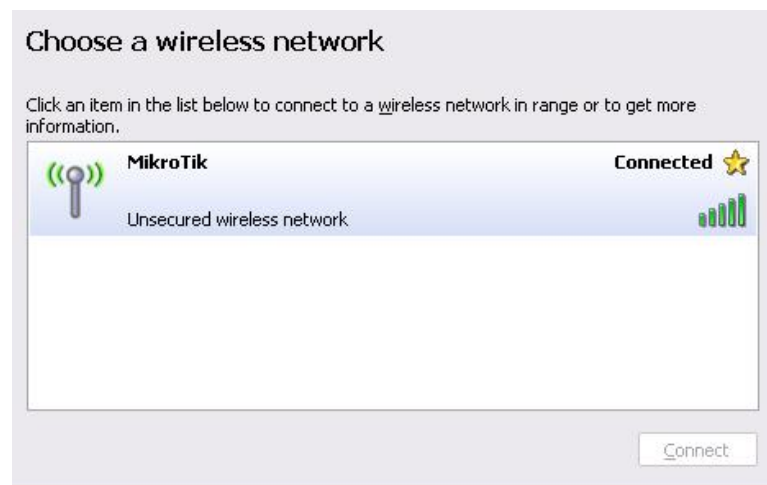 Choose a wireless network
Click an item in the list below to connect to a wireless network in range or to get more
information.
MikroTik
Connected
Unsecured wireless network
Connect